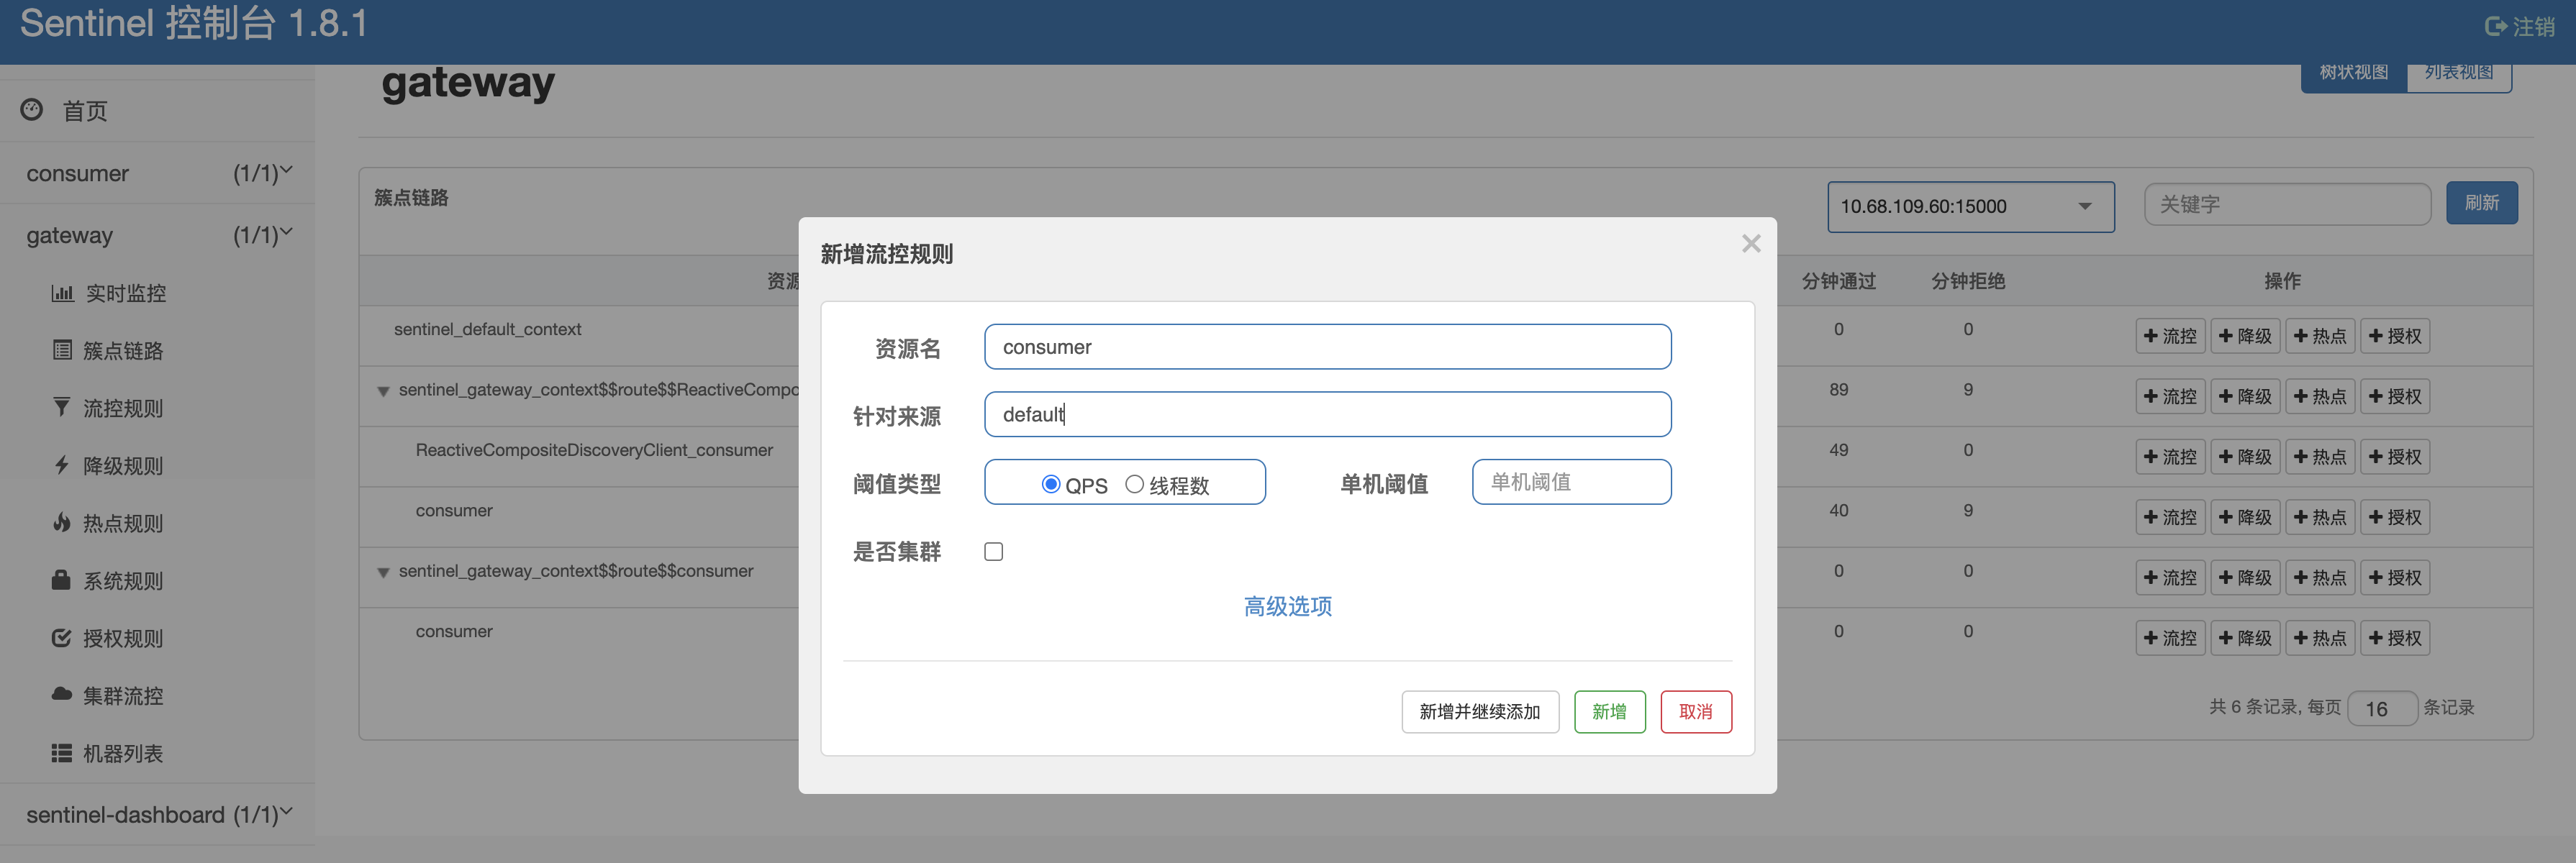 Sentinel 控制台 1.8.1
注销
首页
consumer (1/1)
gateway (1/1)
实时监控
簇点链路
流控规则
降级规则
热点规则
系统规则
授权规则
集群流控
机器列表
sentinel-dashboard (1/1)
gateway
树状视图 列表视图
簇点链路
10.68.109.60:15000
关键字
刷新
资源
分钟通过 分钟拒绝 操作
sentinel_default_context
0 0 流控 降级 热点 授权
sentinel_gateway_context$$route$$ReactiveCompo
89 9 流控 降级 热点 授权
ReactiveCompositeDiscoveryClient_consumer
49 0 流控 降级 热点 授权
consumer
40 9 流控 降级 热点 授权
sentinel_gateway_context$$route$$consumer
0 0 流控 降级 热点 授权
consumer
0 0 流控 降级 热点 授权
共 6 条记录, 每页 16 条记录
新增流控规则
资源名 consumer
针对来源 default
阈值类型 QPS 线程数 单机阈值 单机阈值
是否集群
高级选项
新增并继续添加 新增 取消